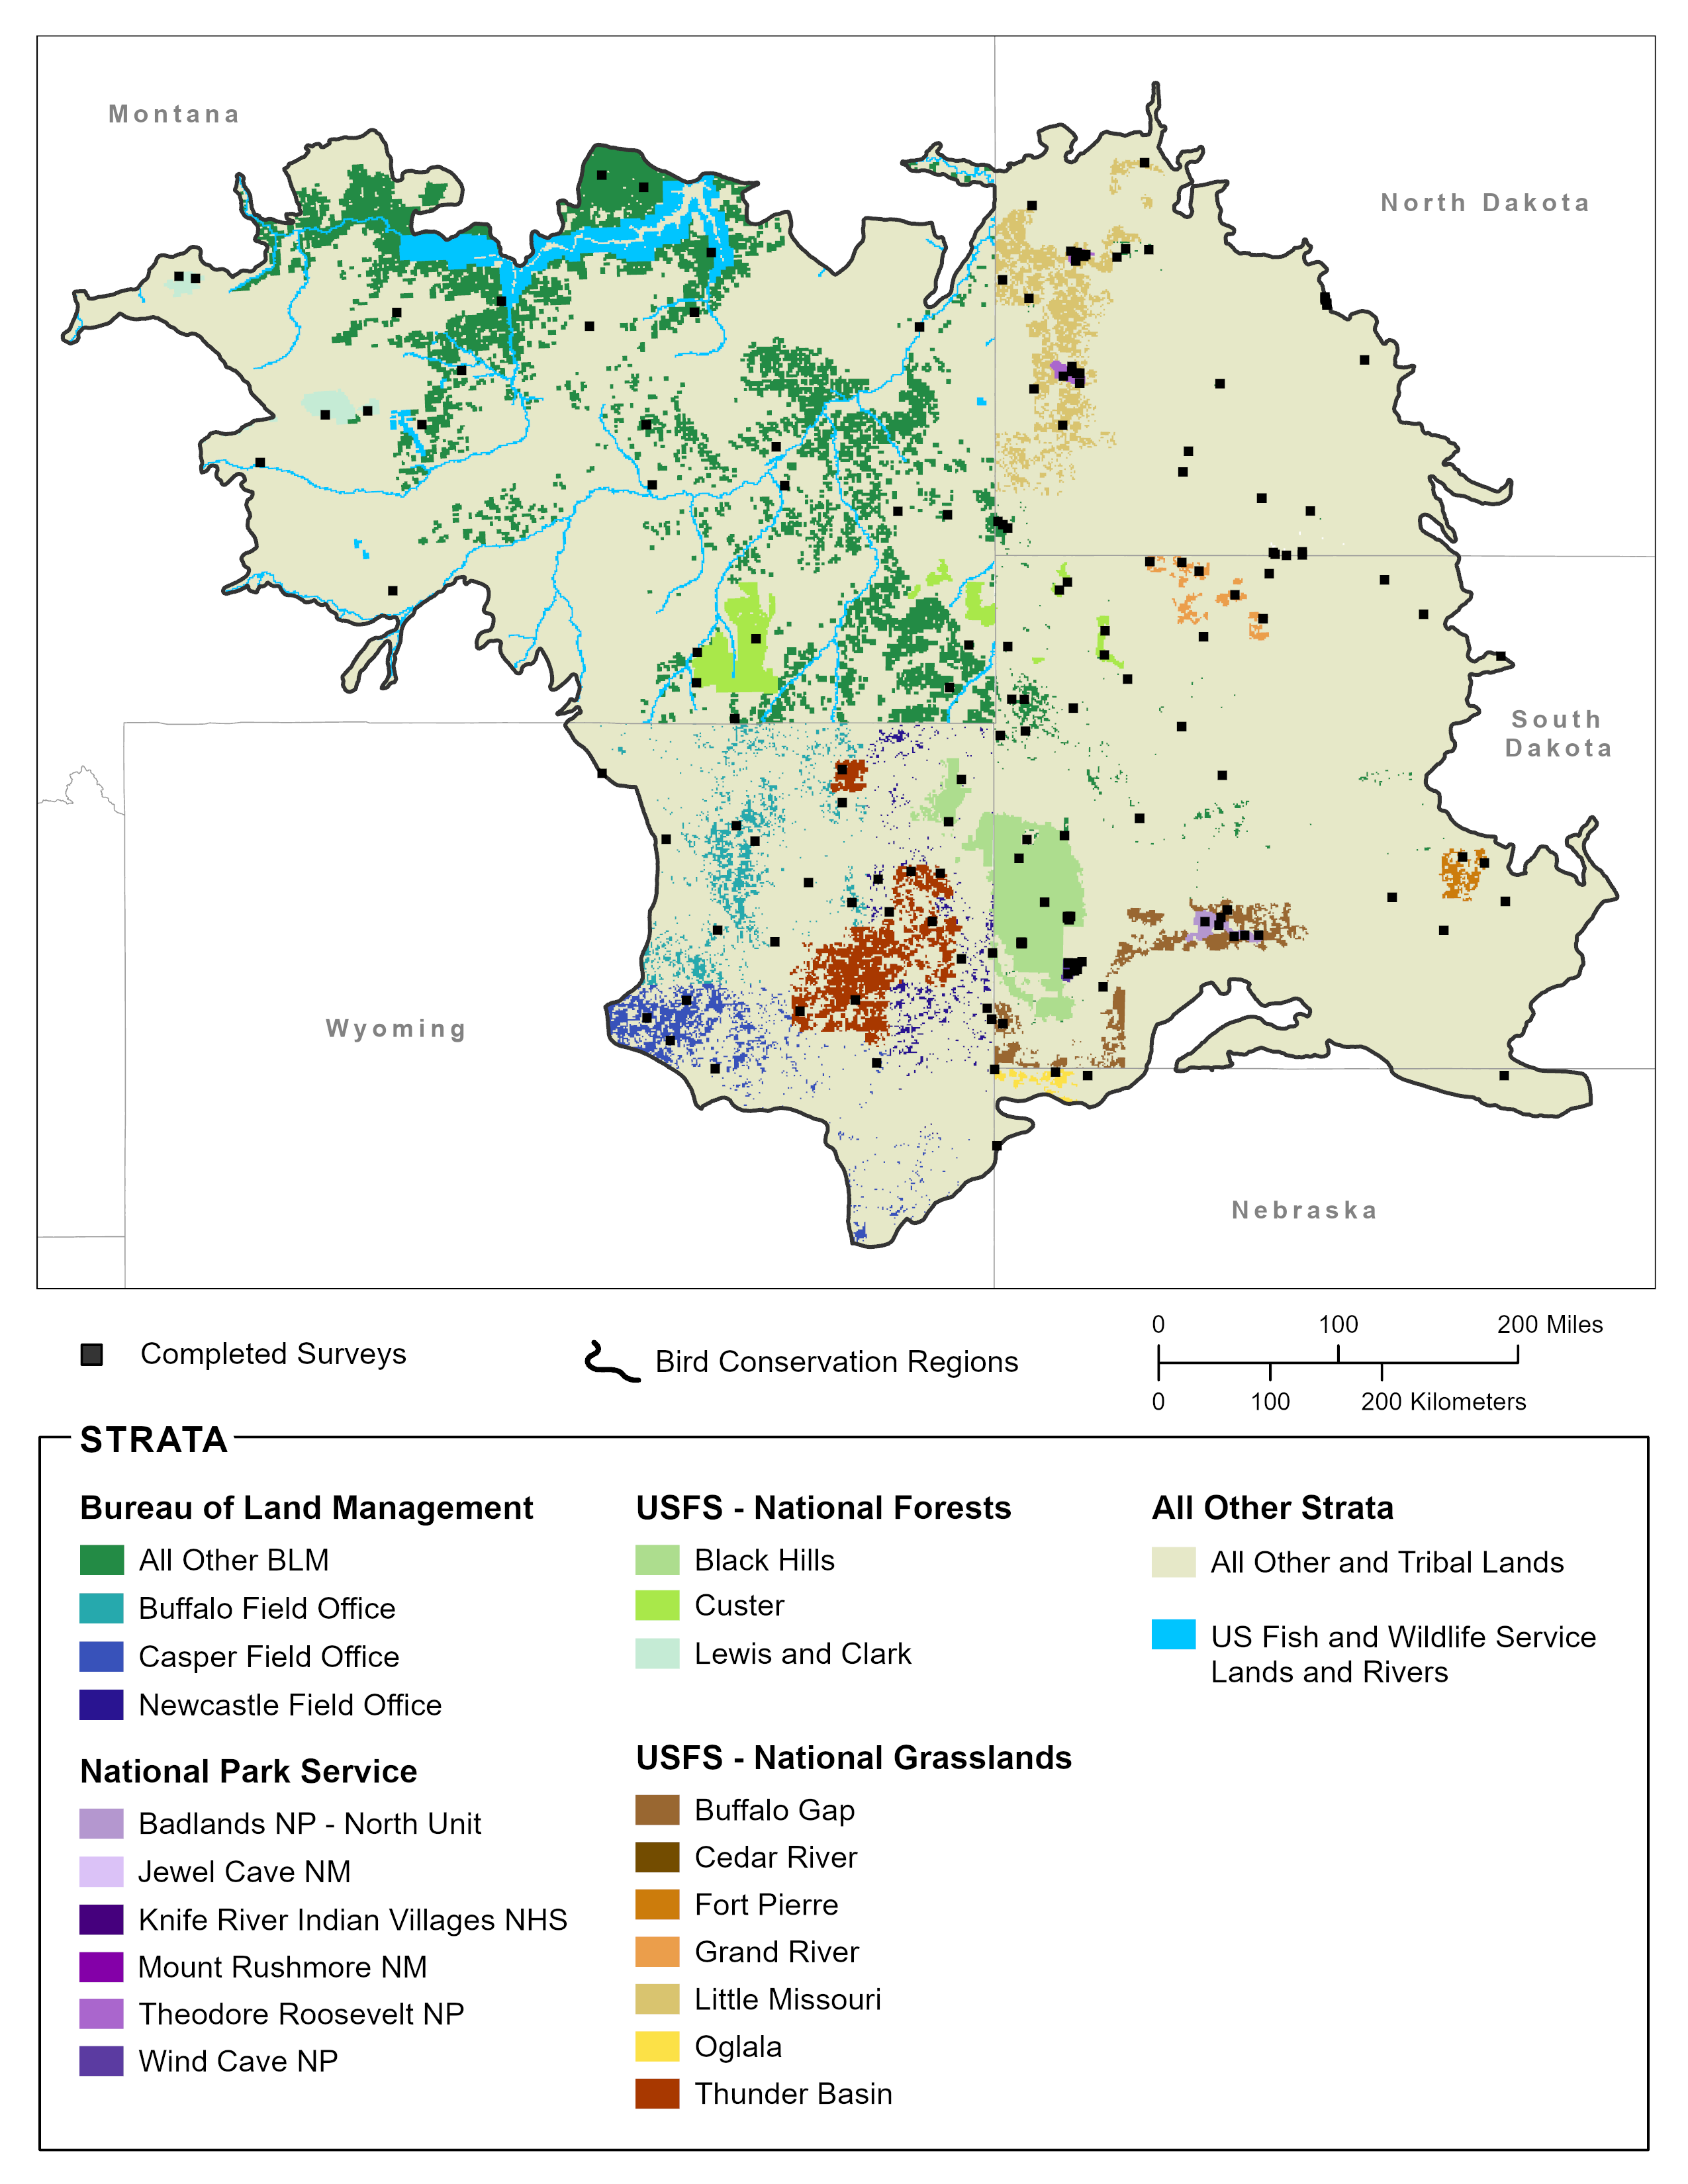 Montana
North Dakota
South
Dakota
Wyoming
Nebraska
Completed Surveys
Bird Conservation Regions
0 100 200 Miles
0 100 200 Kilometers
STRATA
Bureau of Land Management
All Other BLM
Buffalo Field Office
Casper Field Office
Newcastle Field Office
National Park Service
Badlands NP - North Unit
Jewel Cave NM
Knife River Indian Villages NHS
Mount Rushmore NM
Theodore Roosevelt NP
Wind Cave NP
USFS - National Forests
Black Hills
Custer
Lewis and Clark
USFS - National Grasslands
Buffalo Gap
Cedar River
Fort Pierre
Grand River
Little Missouri
Oglala
Thunder Basin
All Other Strata
All Other and Tribal Lands
US Fish and Wildlife Service
Lands and Rivers